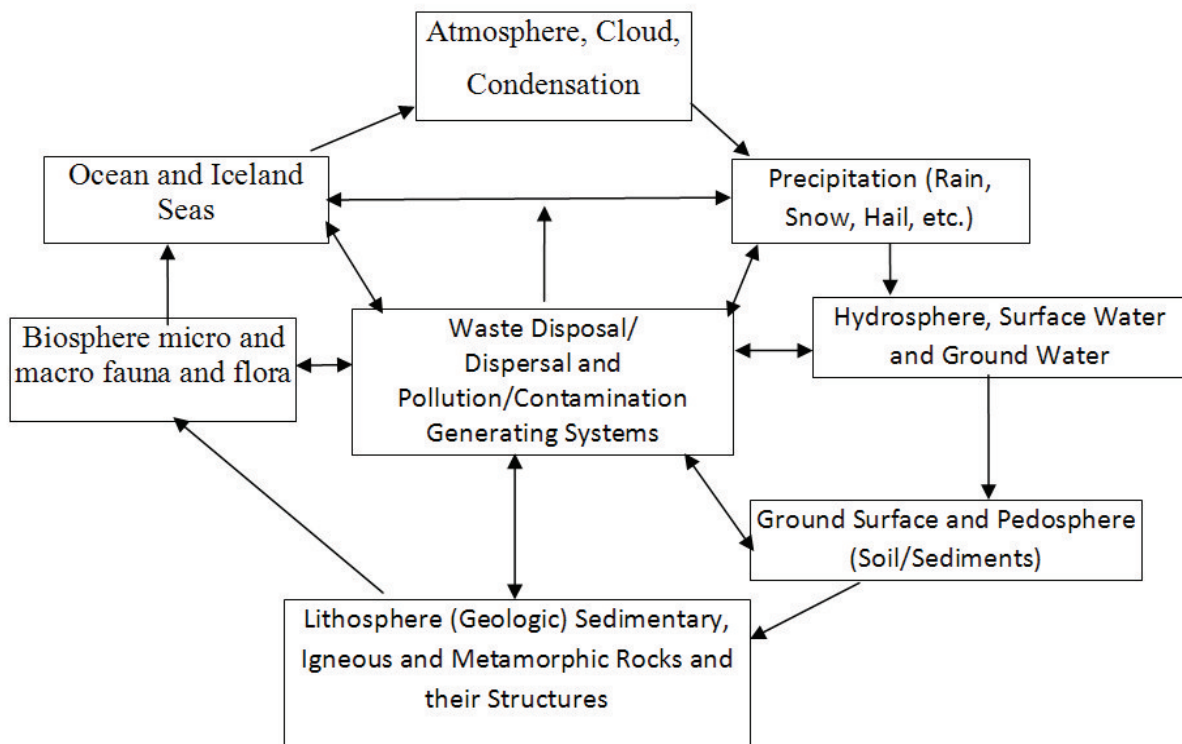 Atmosphere, Cloud,
Condensation
Ocean and Iceland
Seas
Precipitation (Rain,
Snow, Hail, etc.)
Biosphere micro and
macro fauna and flora
Waste Disposal/
Dispersal and
Pollution/Contamination
Generating Systems
Hydrosphere, Surface Water
and Ground Water
Ground Surface and Pedosphere
(Soil/Sediments)
Lithosphere (Geologic) Sedimentary,
Igneous and Metamorphic Rocks and
their Structures